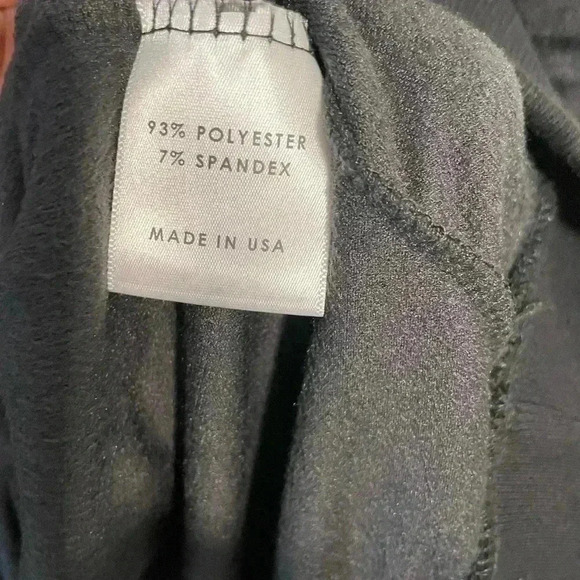 93% POLYESTER
7% SPANDEX
MADE IN USA